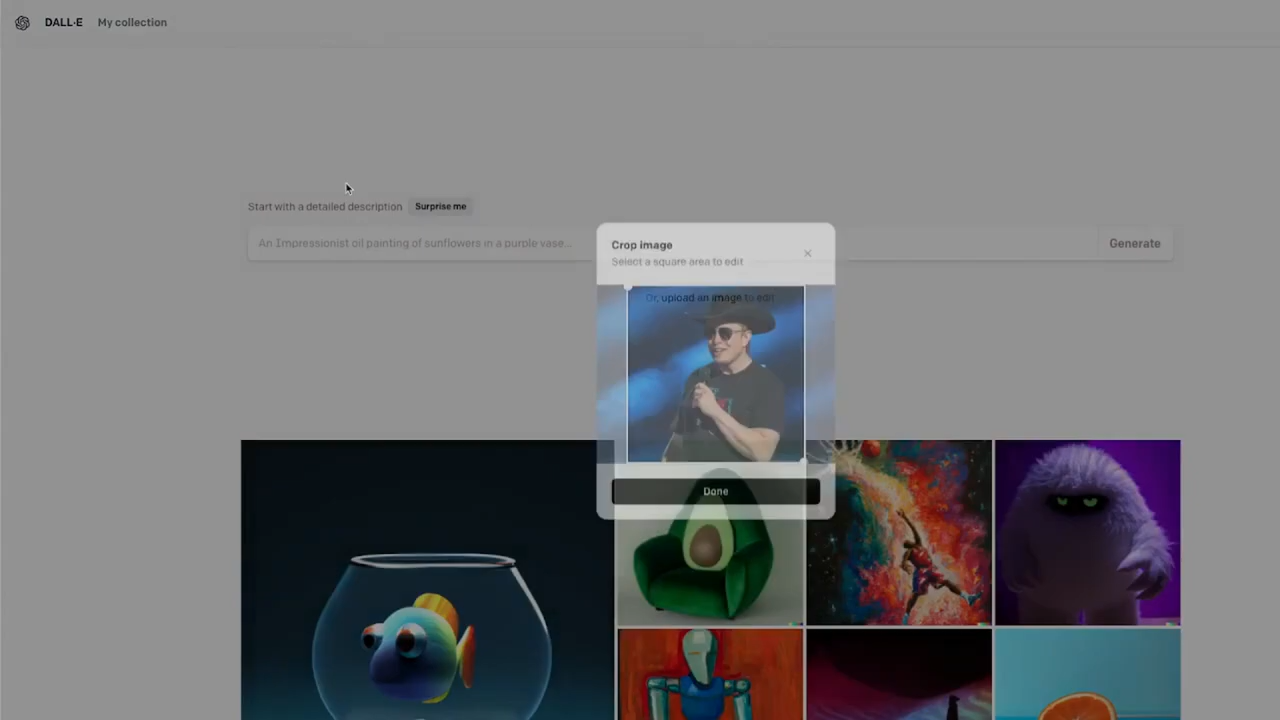 DALL·E My collection
Start with a detailed description Surprise me
An Impressionist oil painting of sunflowers in a purple vase... Generate
Crop image
Select a square area to edit
Or, upload an image to edit
Done